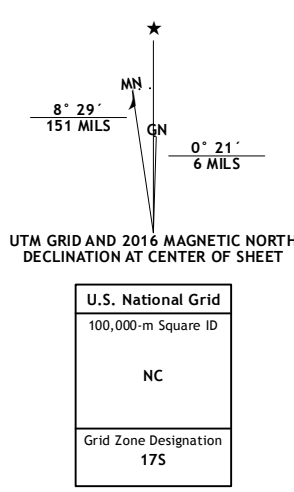 ★
MN
8° 29´
151 MILS
GN
0° 21´
6 MILS
UTM GRID AND 2016 MAGNETIC NORTH
DECLINATION AT CENTER OF SHEET
U.S. National Grid
100,000-m Square ID
NC
Grid Zone Designation
17S